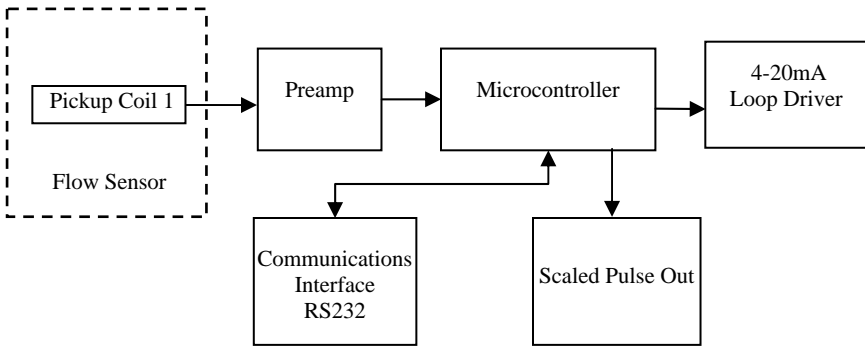 Pickup Coil 1
Flow Sensor
Preamp
Microcontroller
4-20mA
Loop Driver
Communications
Interface
RS232
Scaled Pulse Out